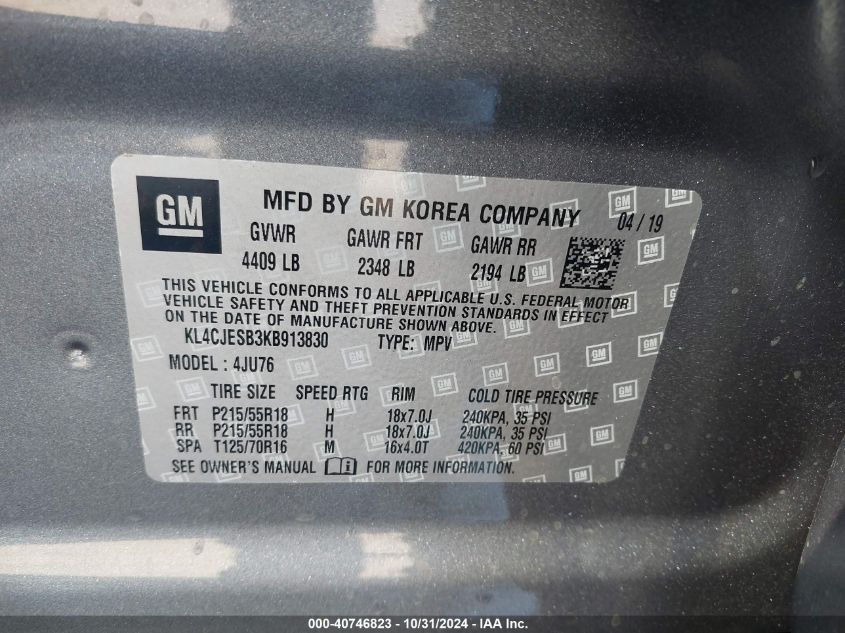 GM
MFD BY GM KOREA COMPANY 04 / 19
GVWR GAWR FRT GAWR RR
4409 LB 2348 LB 2194 LB
THIS VEHICLE CONFORMS TO ALL APPLICABLE U.S. FEDERAL MOTOR
VEHICLE SAFETY AND THEFT PREVENTION STANDARDS IN EFFECT
ON THE DATE OF MANUFACTURE SHOWN ABOVE.
KL4CJESB3KB913830 TYPE: MPV
MODEL : 4JU76
TIRE SIZE SPEED RTG RIM COLD TIRE PRESSURE
FRT P215/55R18 H 18x7.0J 240KPA, 35 PSI
RR P215/55R18 H 18x7.0J 240KPA, 35 PSI
SPA T125/70R16 M 16x4.0T 420KPA, 60 PSI
SEE OWNER'S MANUAL FOR MORE INFORMATION.
000-40746823 - 10/31/2024 - IAA Inc.